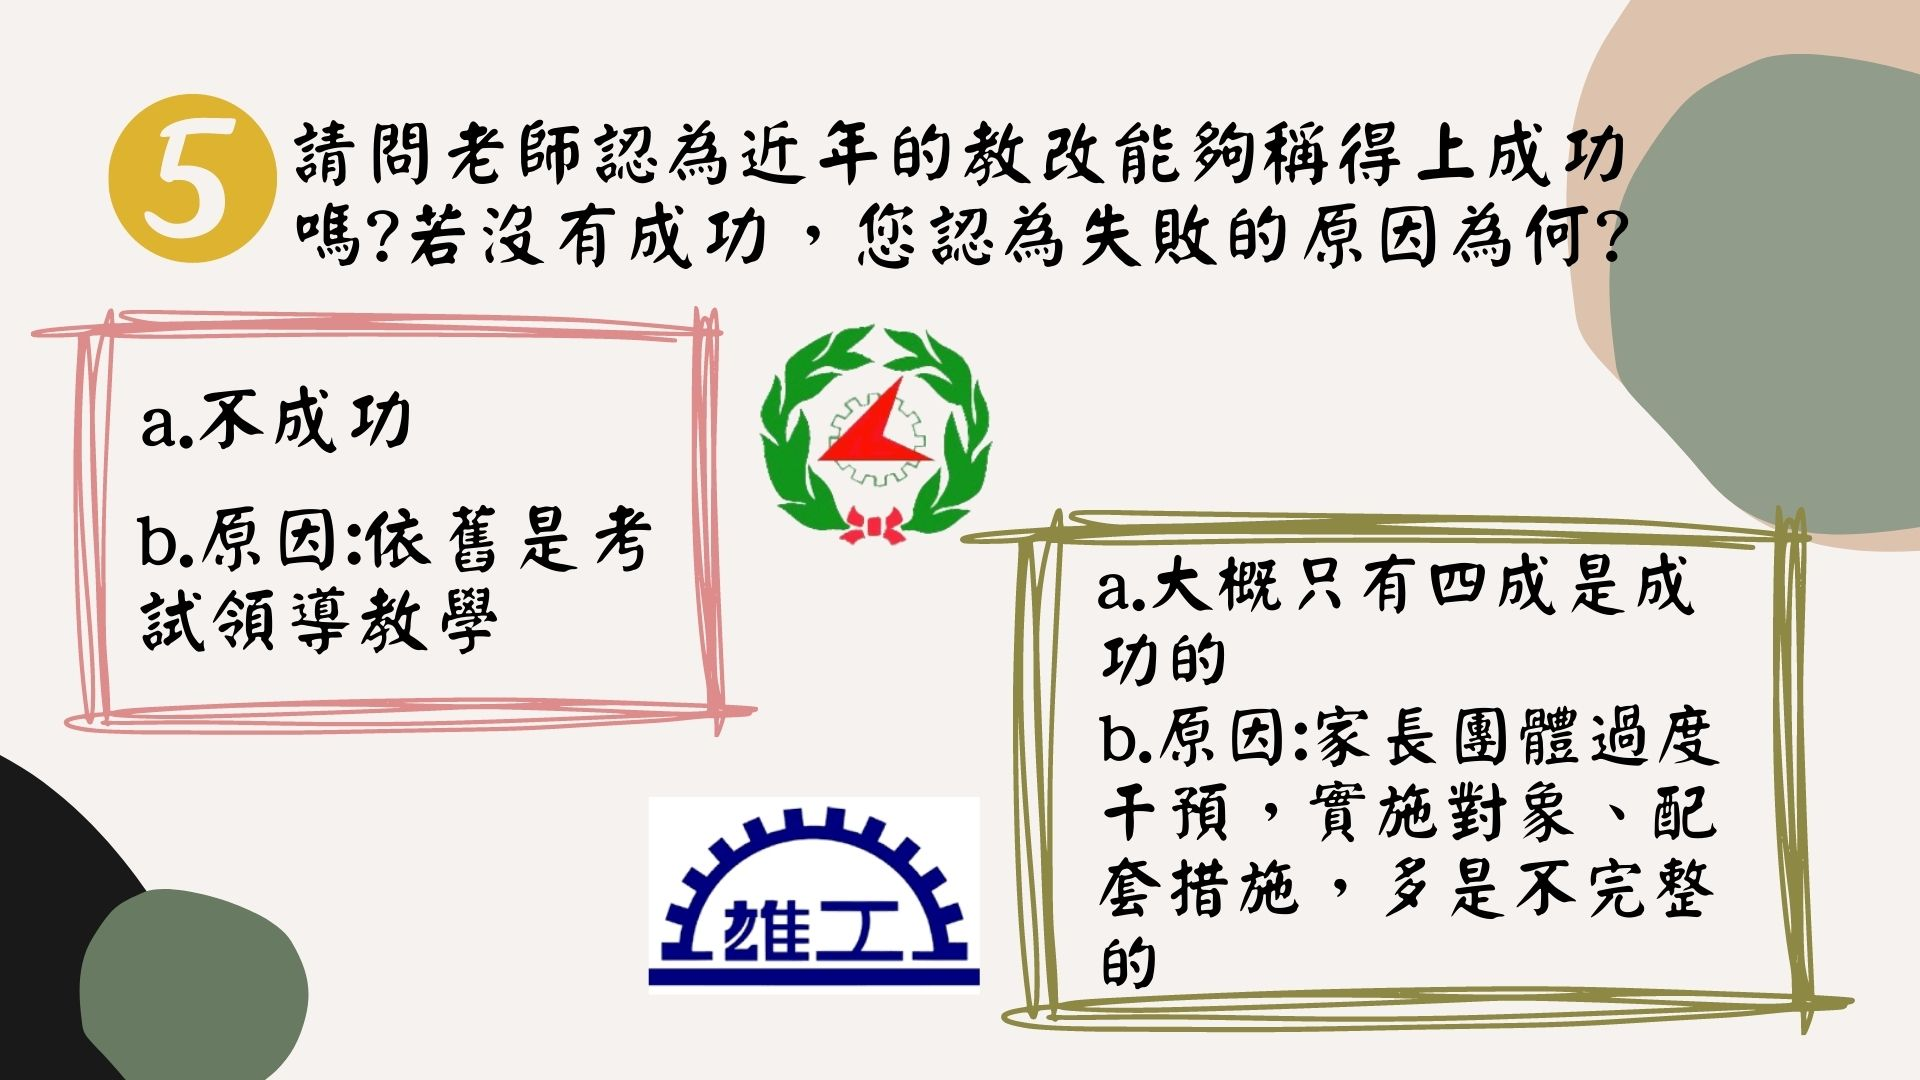 5
請問老師認為近年的教改能夠稱得上成功
嗎?若沒有成功，您認為失敗的原因為何?
a.不成功
b.原因:依舊是考
試領導教學
a.大概只有四成是成
功的
b.原因:家長團體過度
干預，實施對象、配
套措施，多是不完整
的
雄工